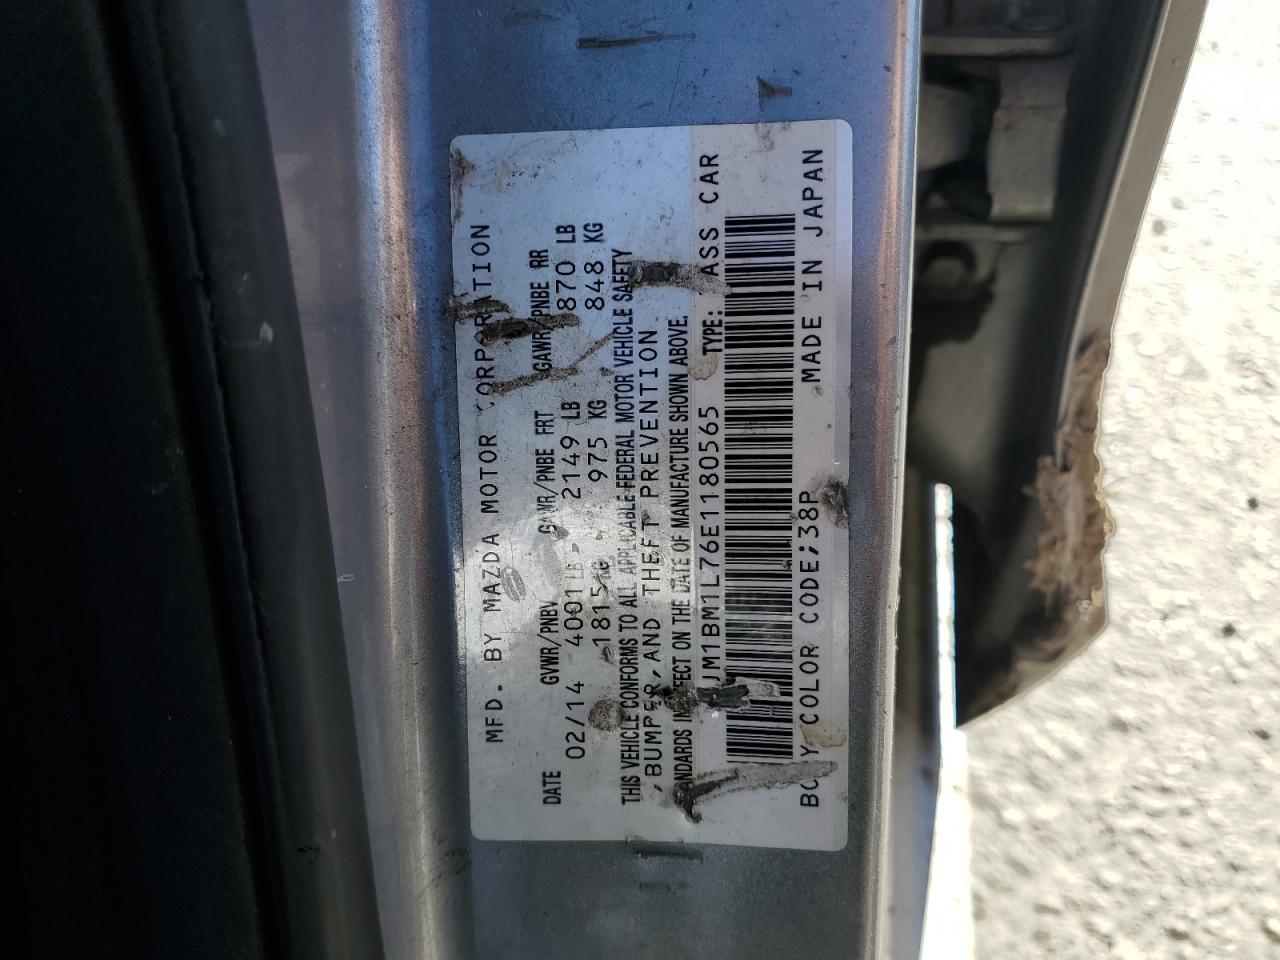 MFD. BY MAZDA MOTOR CORPORATION
DATE GVWR/PNBV GAWR/PNBE FRT GAWR/PNBE RR
02/14 4001 LB 2149 LB 870 LB
1815 KG 975 KG 848 KG
THIS VEHICLE CONFORMS TO ALL APPLICABLE FEDERAL MOTOR VEHICLE SAFETY
, BUMPER, AND THEFT PREVENTION
STANDARDS IN EFFECT ON THE DATE OF MANUFACTURE SHOWN ABOVE.
JM1BM1L76E1180565 TYPE: PASS CAR
BODY COLOR CODE;38P MADE IN JAPAN